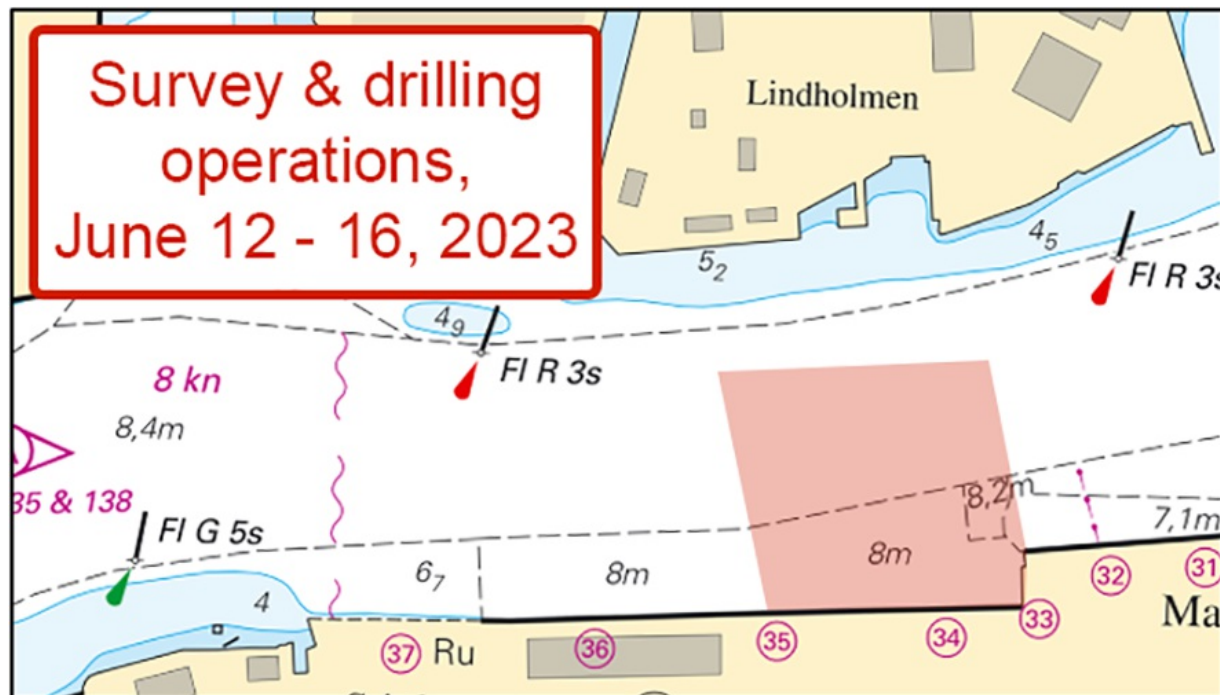 Survey & drilling
operations,
June 12 - 16, 2023
Lindholmen
5₂
4₅
Fl R 3s
4₉
Fl R 3s
8 kn
8,4m
35 & 138
Fl G 5s
8,2m
7,1m
6₇
8m
8m
4
32
31
33
37
Ru
36
35
34
Ma